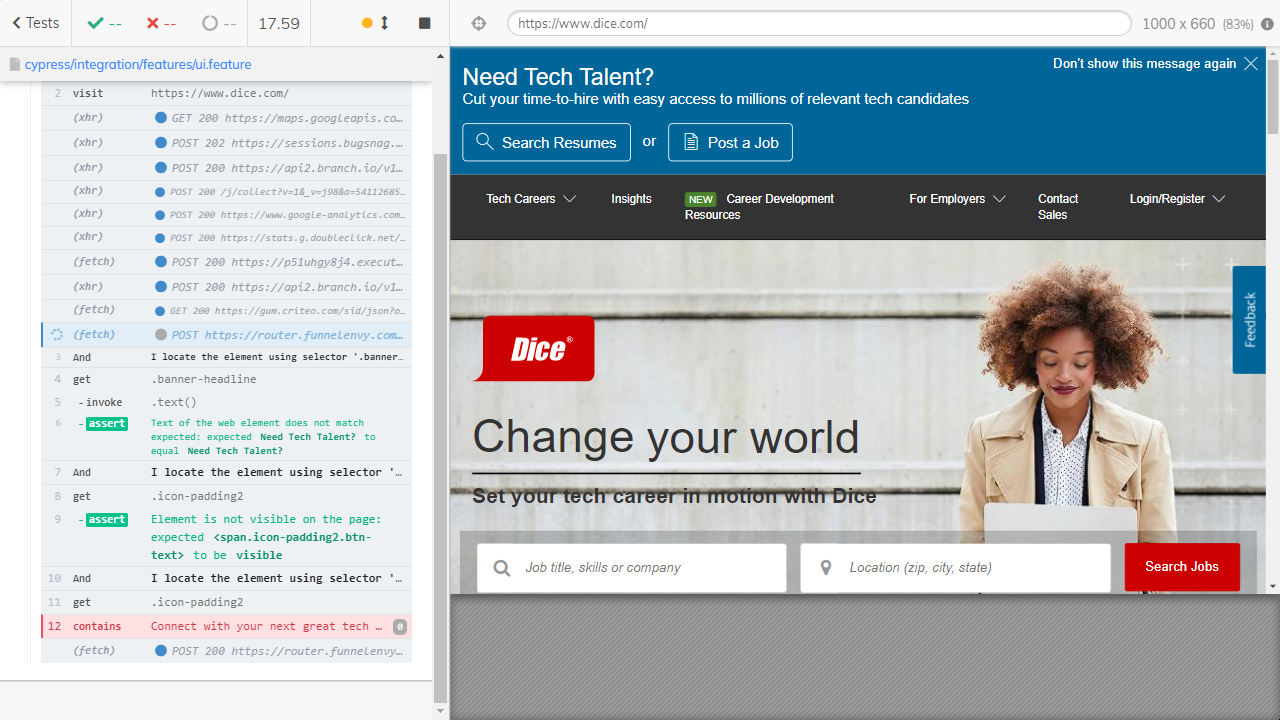 Tests
--
--
--
17.59
https://www.dice.com/
1000 x 660 (83%)
cypress/integration/features/ui.feature
2 visit https://www.dice.com/
(xhr) GET 200 https://maps.googleapis.co…
(xhr) POST 202 https://sessions.bugsnag.…
(xhr) POST 200 https://api2.branch.io/v1…
(xhr) POST 200 /j/collect?v=1&_v=j98&a=54112685…
(xhr) POST 200 https://www.google-analytics.com…
(xhr) POST 200 https://stats.g.doubleclick.net/…
(fetch) POST 200 https://p51uhgy8j4.execut…
(xhr) POST 200 https://api2.branch.io/v1…
(fetch) GET 200 https://gum.criteo.com/sid/json?o…
(fetch) POST https://router.funnelenvy.com…
3 And I locate the element using selector '.banner…
4 get .banner-headline
5 -invoke .text()
6 -assert Text of the web element does not match
expected: expected Need Tech Talent? to
equal Need Tech Talent?
7 And I locate the element using selector '…
8 get .icon-padding2
9 -assert Element is not visible on the page:
expected <span.icon-padding2.btn-
text> to be visible
10 And I locate the element using selector '…
11 get .icon-padding2
12 contains Connect with your next great tech … 0
(fetch) POST 200 https://router.funnelenvy…
Don't show this message again
Need Tech Talent?
Cut your time-to-hire with easy access to millions of relevant tech candidates
Search Resumes or Post a Job
Tech Careers
Insights
NEW Career Development
Resources
For Employers
Contact
Sales
Login/Register
Feedback
Dice®
Change your world
Set your tech career in motion with Dice
Job title, skills or company
Location (zip, city, state)
Search Jobs